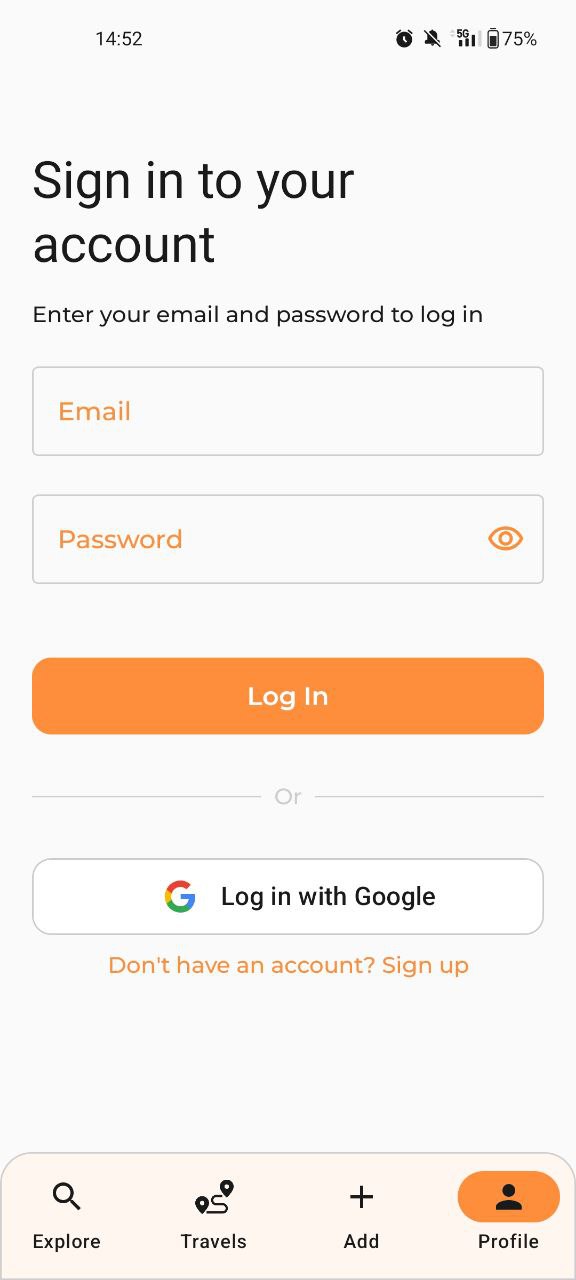 14:52 5G 75%
Sign in to your
account
Enter your email and password to log in
Email
Password
Log In
Or
Log in with Google
Don't have an account? Sign up
Explore Travels Add Profile